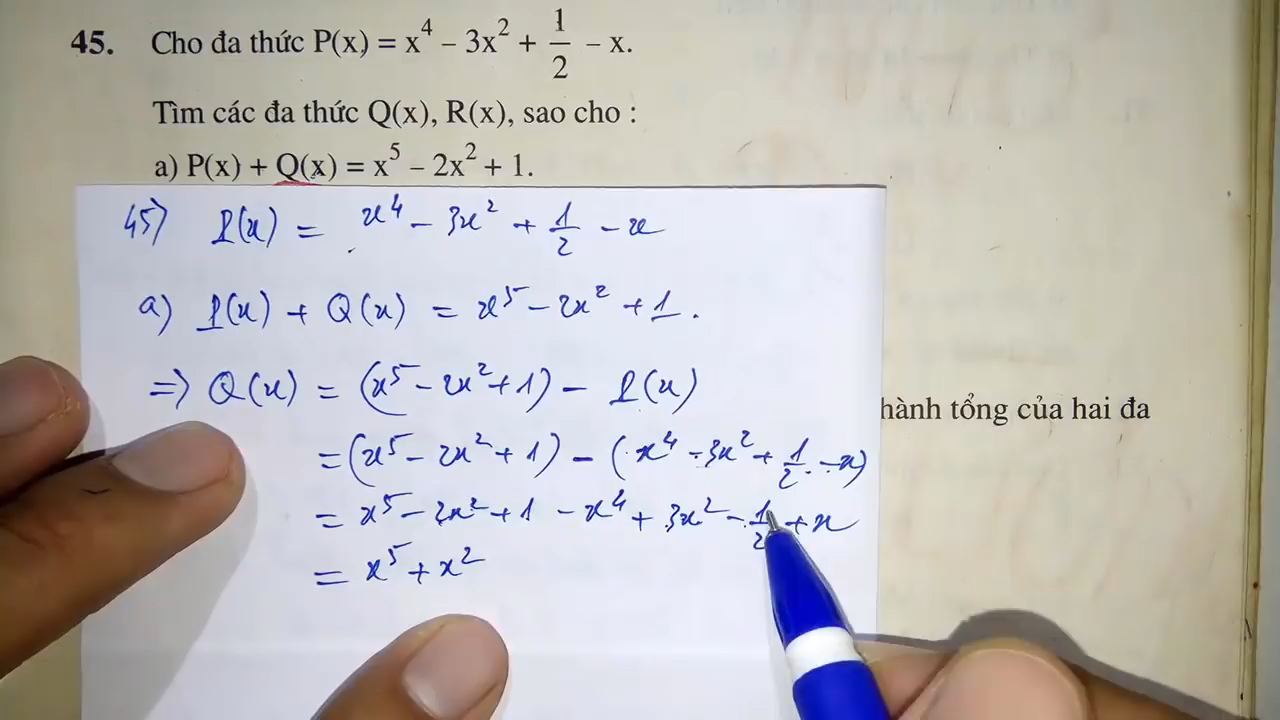 45. Cho đa thức P(x) = x⁴ – 3x² + 1/2 – x.
Tìm các đa thức Q(x), R(x), sao cho :
a) P(x) + Q(x) = x⁵ – 2x² + 1.
45) P(x) = x⁴ - 3x² + 1/2 - x
a) P(x) + Q(x) = x⁵ - 2x² + 1.
=> Q(x) = (x⁵ - 2x² + 1) - P(x)
hành tổng của hai đa
= (x⁵ - 2x² + 1) - (x⁴ - 3x² + 1/2 - x)
= x⁵ - 2x² + 1 - x⁴ + 3x² - 1/2 + x
= x⁵ + x²